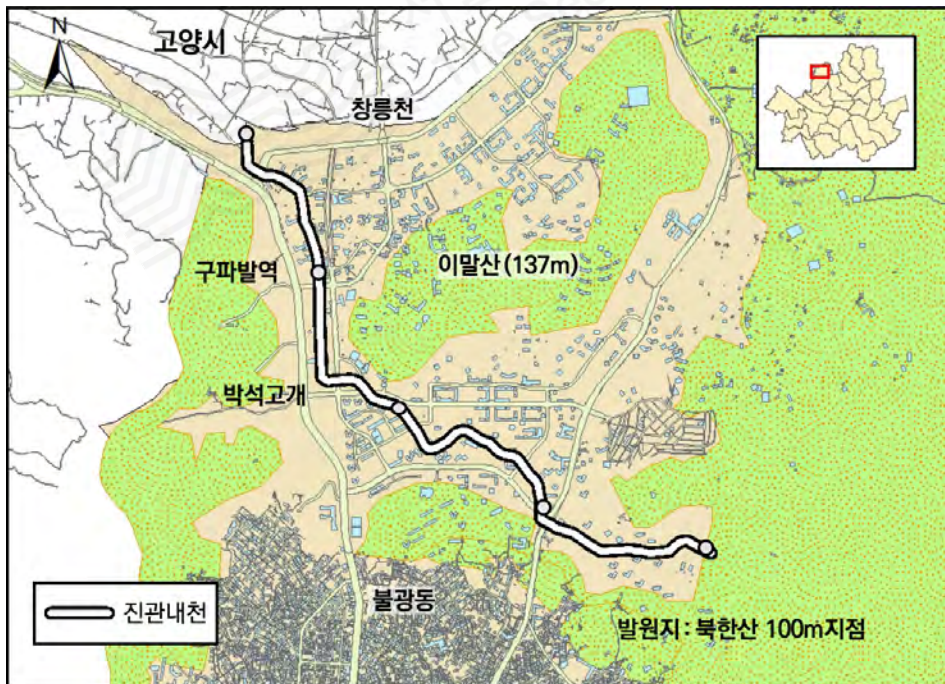 고양시
N
창릉천
이말산(137m)
구파발역
박석고개
진관내천
불광동
발원지: 북한산 100m지점